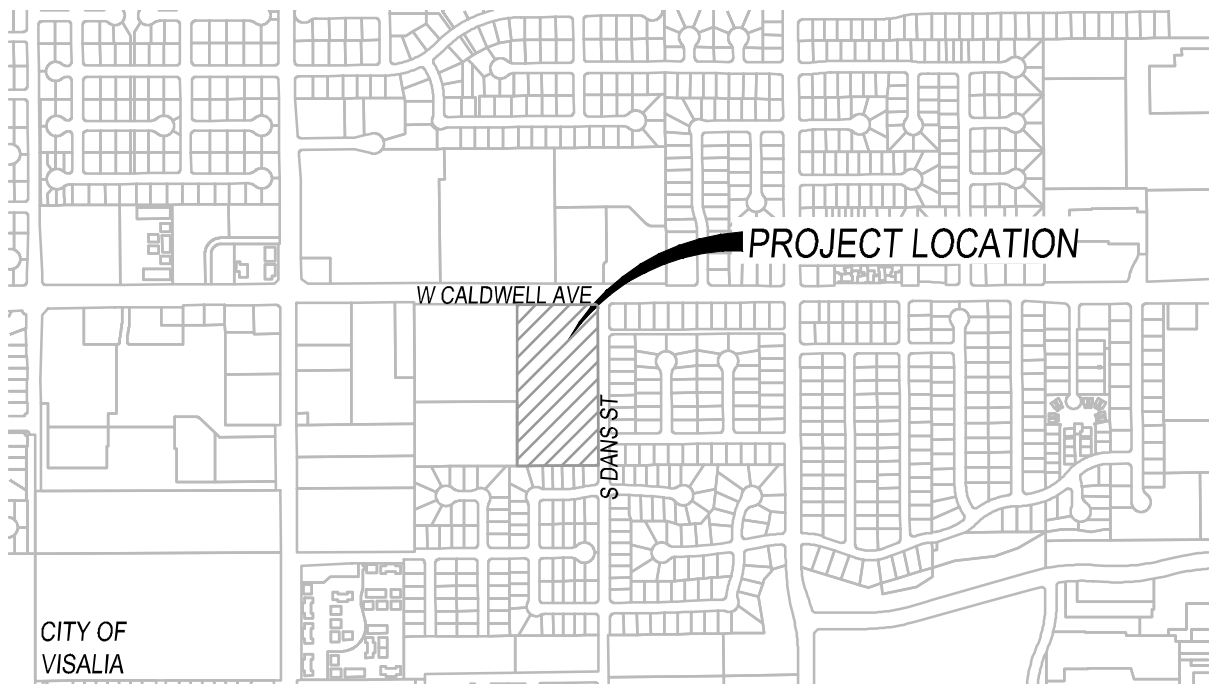 PROJECT LOCATION
W CALDWELL AVE
S DANS ST
CITY OF
VISALIA